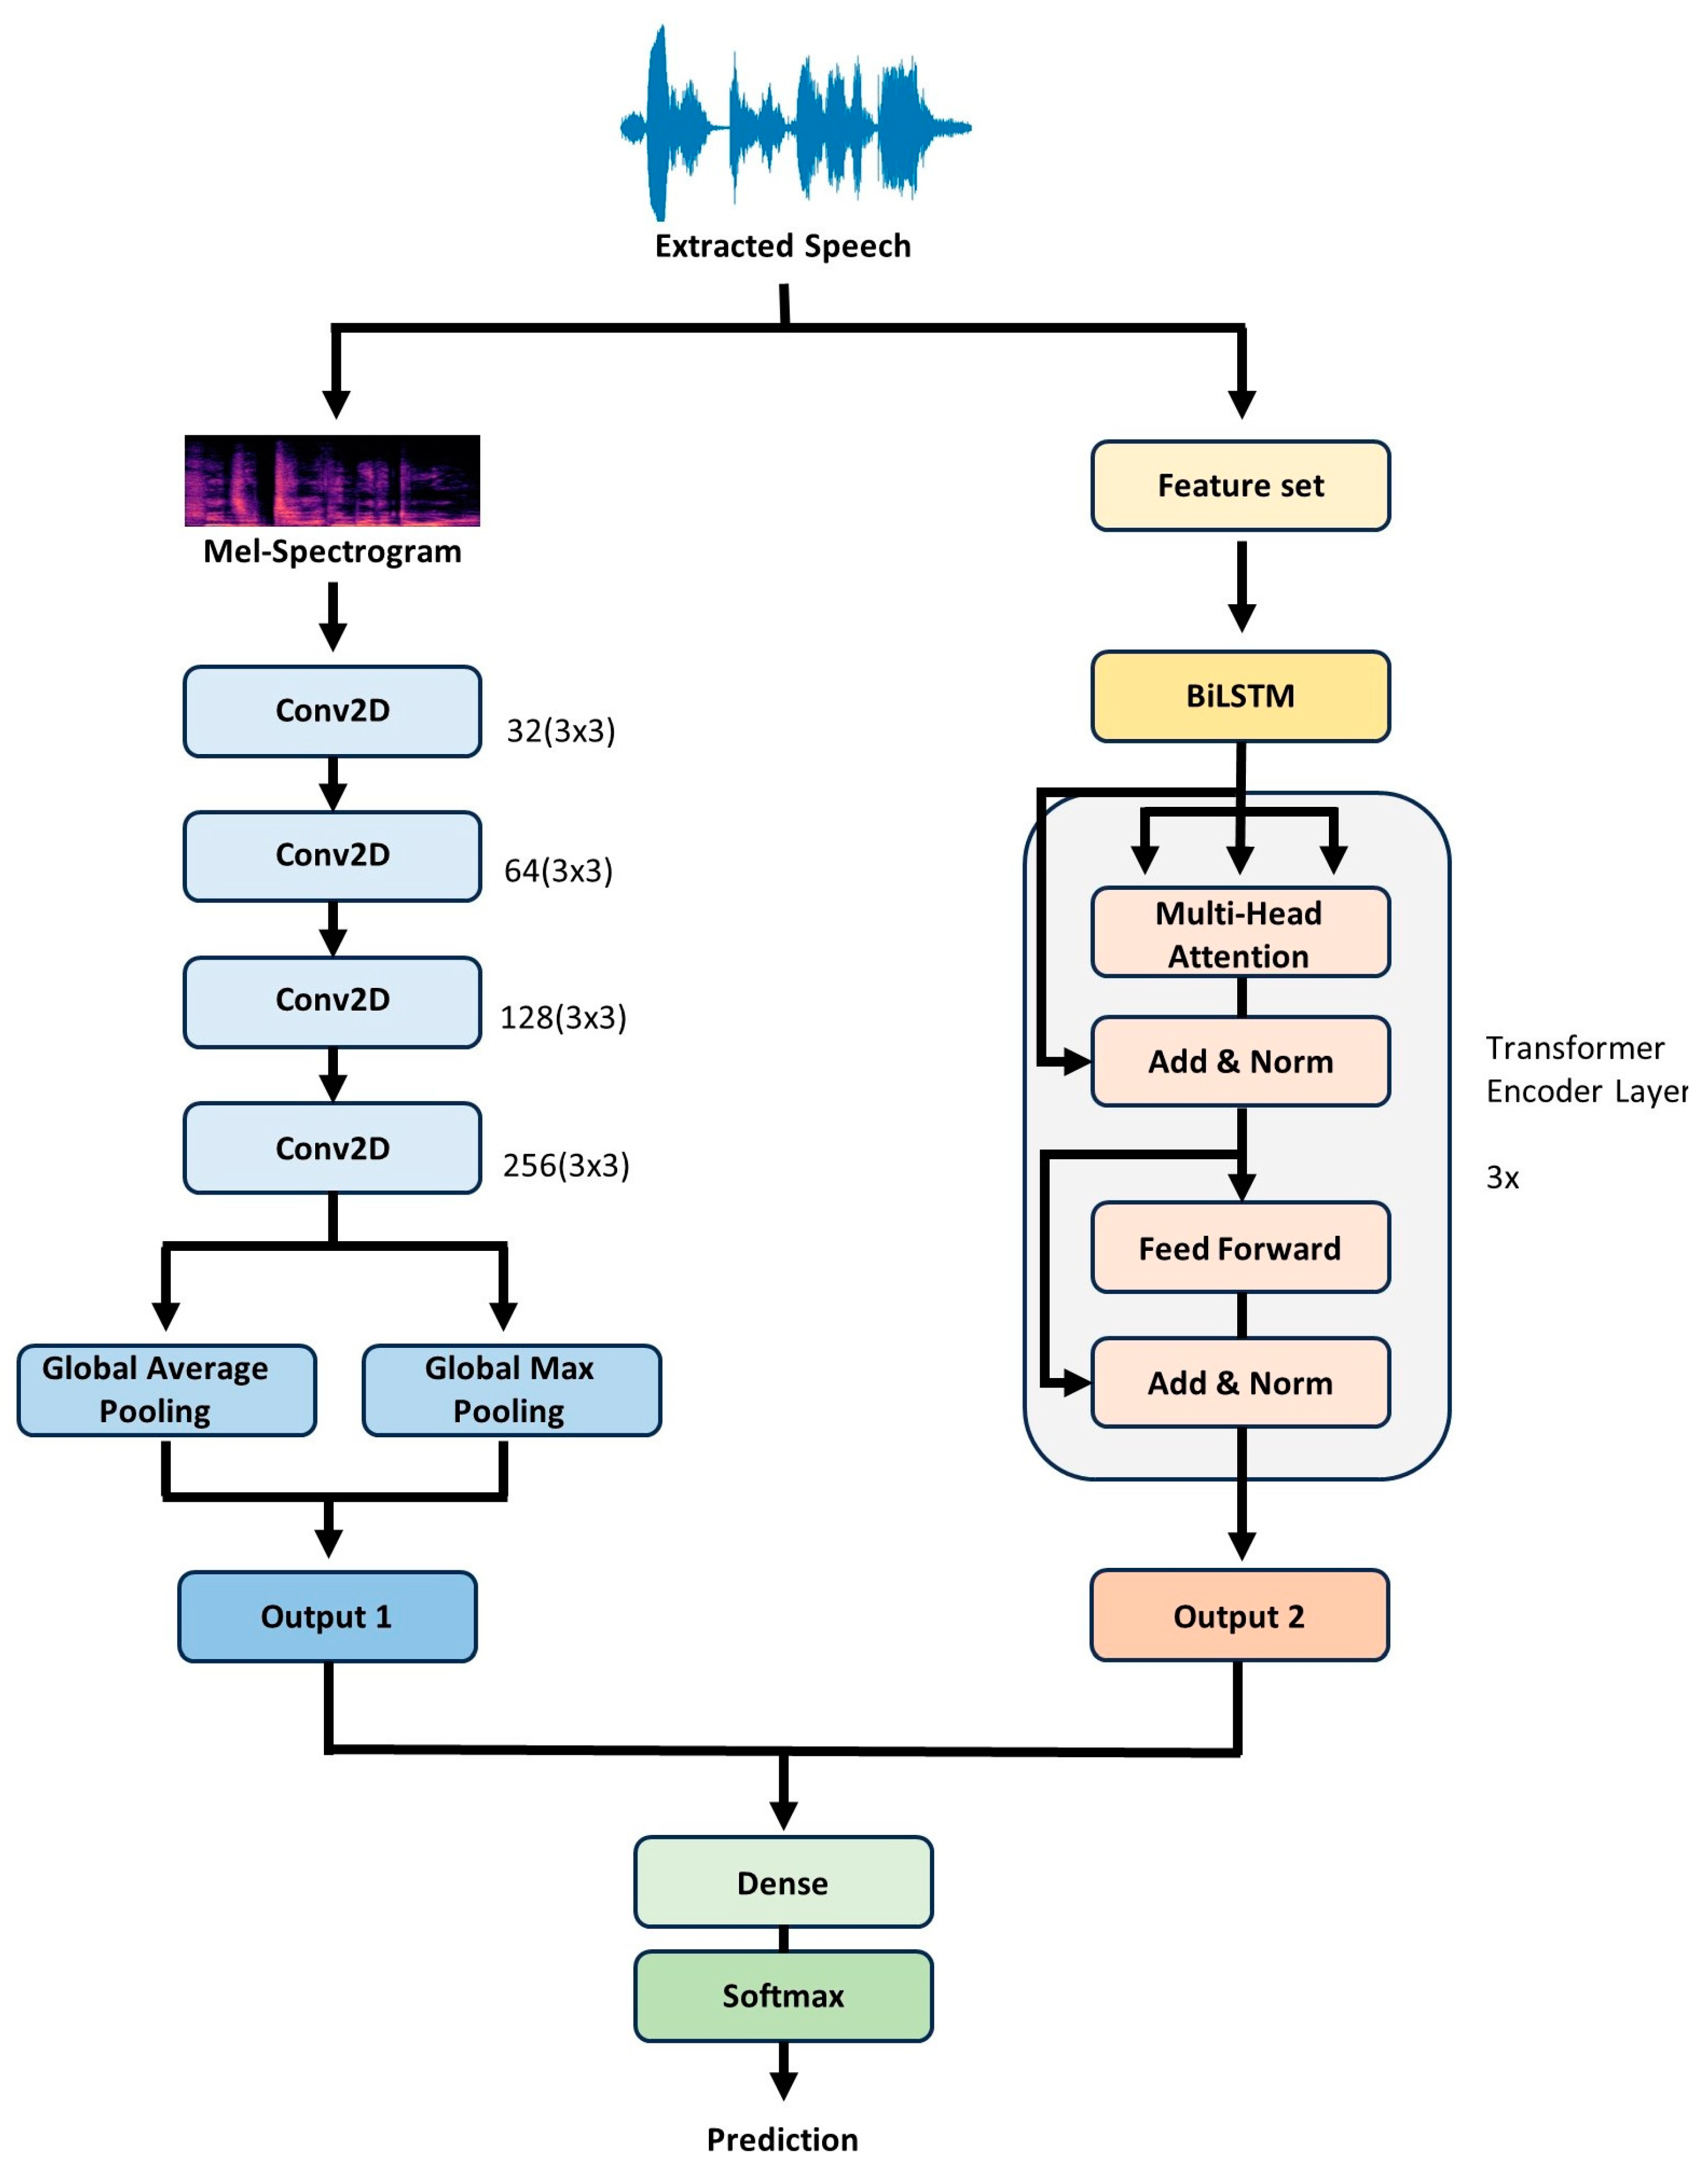 Extracted Speech
Mel-Spectrogram
Conv2D
32(3x3)
Conv2D
64(3x3)
Conv2D
128(3x3)
Conv2D
256(3x3)
Global Average
Pooling
Global Max
Pooling
Output 1
Feature set
BiLSTM
Multi-Head
Attention
Add & Norm
Feed Forward
Add & Norm
Transformer
Encoder Layer
3x
Output 2
Dense
Softmax
Prediction